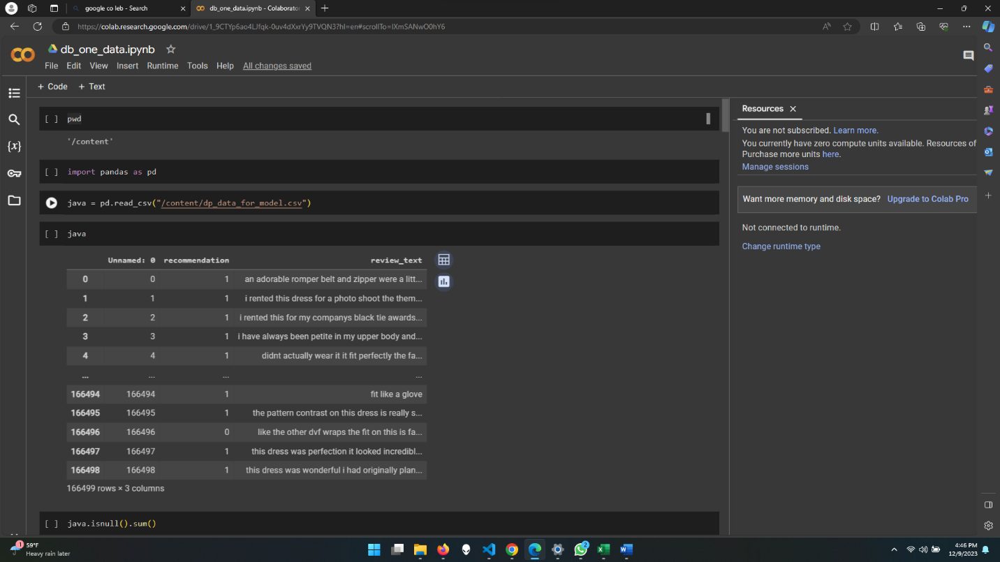 google co leb - Search
db_one_data.ipynb - Colaborator
https://colab.research.google.com/drive/1_9CTYp6ao4LJfqk-0uv4dXxrYy9TVQN3?hl=en#scrollTo=lXmSANwO0hY6
db_one_data.ipynb
File Edit View Insert Runtime Tools Help All changes saved
+ Code + Text
[ ] pwd
'/content'
[ ] import pandas as pd
java = pd.read_csv("/content/dp_data_for_model.csv")
[ ] java
Unnamed: 0 recommendation review_text
0 0 1 an adorable romper belt and zipper were a litt...
1 1 1 i rented this dress for a photo shoot the them...
2 2 1 i rented this for my companys black tie awards...
3 3 1 i have always been petite in my upper body and...
4 4 1 didnt actually wear it it fit perfectly the fa...
... ... ... ...
166494 166494 1 fit like a glove
166495 166495 1 the pattern contrast on this dress is really s...
166496 166496 0 like the other dvf wraps the fit on this is fa...
166497 166497 1 this dress was perfection it looked incredibl...
166498 166498 1 this dress was wonderful i had originally plan...
166499 rows × 3 columns
[ ] java.isnull().sum()
Resources
You are not subscribed. Learn more.
You currently have zero compute units available. Resources of
Purchase more units here.
Manage sessions
Want more memory and disk space? Upgrade to Colab Pro
Not connected to runtime.
Change runtime type
1
59°F
Heavy rain later
2
4:46 PM
12/9/2023